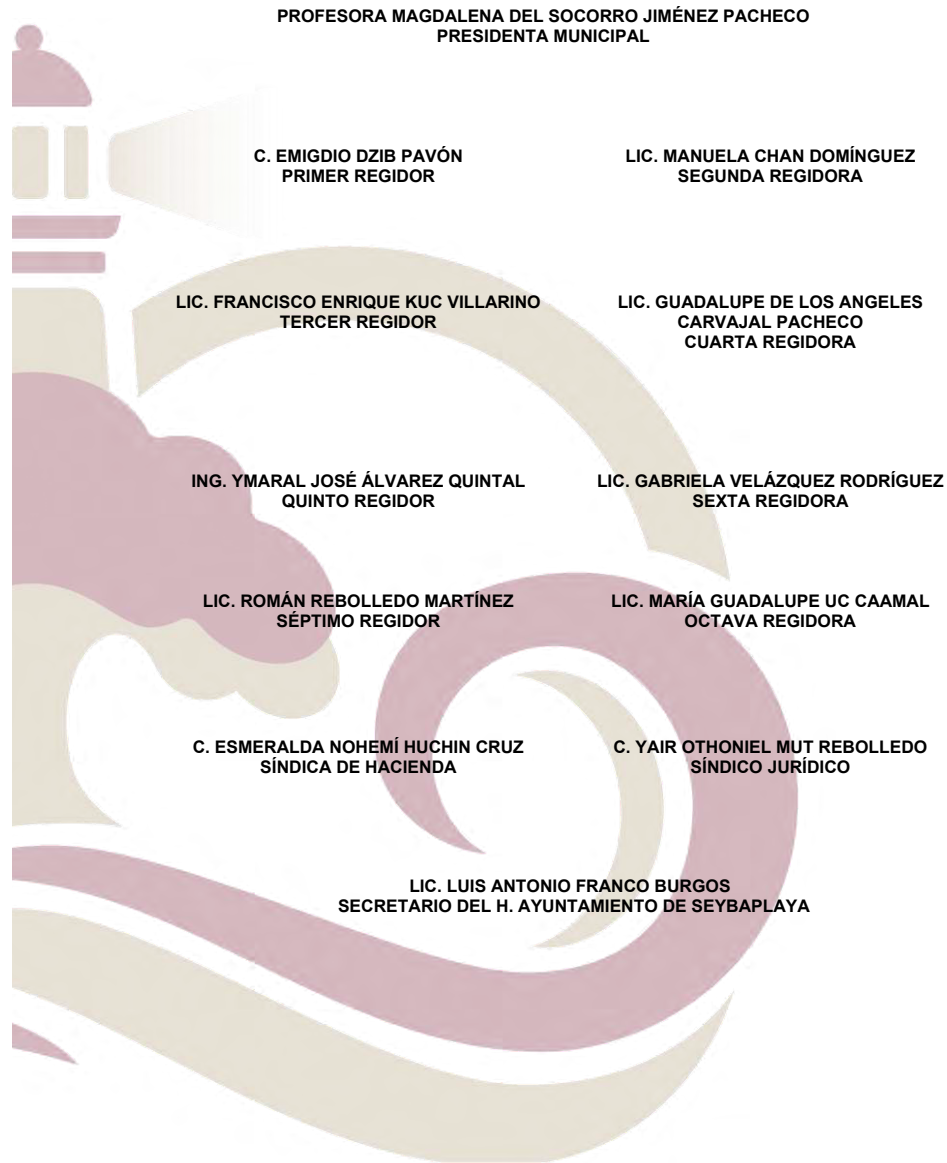 PROFESORA MAGDALENA DEL SOCORRO JIMÉNEZ PACHECO
PRESIDENTA MUNICIPAL
C. EMIGDIO DZIB PAVÓN
PRIMER REGIDOR
LIC. MANUELA CHAN DOMÍNGUEZ
SEGUNDA REGIDORA
LIC. FRANCISCO ENRIQUE KUC VILLARINO
TERCER REGIDOR
LIC. GUADALUPE DE LOS ANGELES
CARVAJAL PACHECO
CUARTA REGIDORA
ING. YMARAL JOSÉ ÁLVAREZ QUINTAL
QUINTO REGIDOR
LIC. GABRIELA VELÁZQUEZ RODRÍGUEZ
SEXTA REGIDORA
LIC. ROMÁN REBOLLEDO MARTÍNEZ
SÉPTIMO REGIDOR
LIC. MARÍA GUADALUPE UC CAAMAL
OCTAVA REGIDORA
C. ESMERALDA NOHEMÍ HUCHIN CRUZ
SÍNDICA DE HACIENDA
C. YAIR OTHONIEL MUT REBOLLEDO
SÍNDICO JURÍDICO
LIC. LUIS ANTONIO FRANCO BURGOS
SECRETARIO DEL H. AYUNTAMIENTO DE SEYBAPLAYA